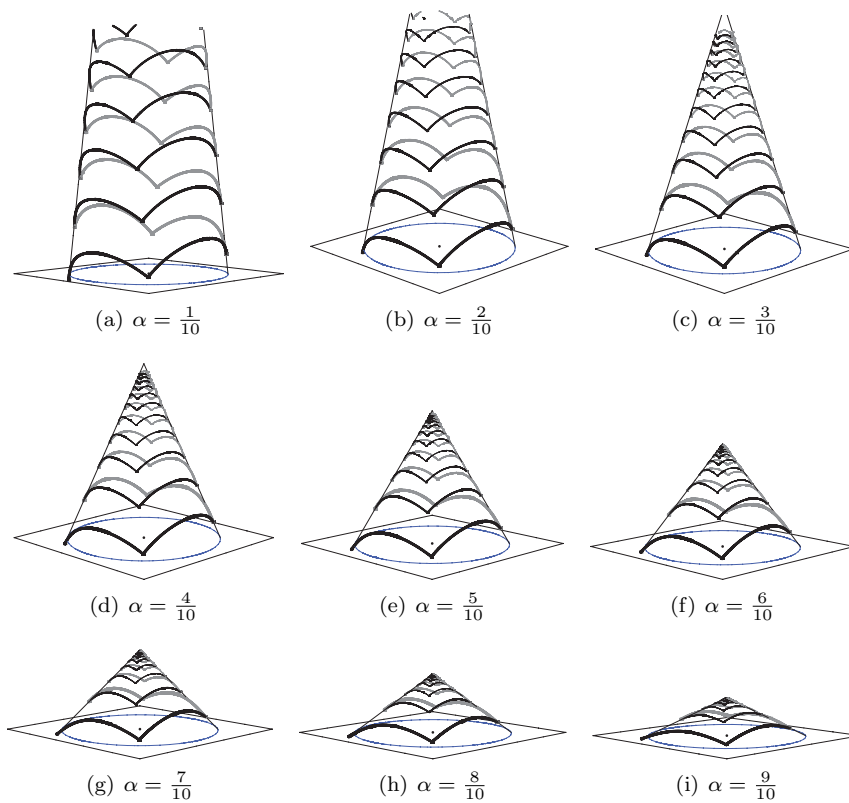 (a) α = 1/10 (b) α = 2/10 (c) α = 3/10
(d) α = 4/10 (e) α = 5/10 (f) α = 6/10
(g) α = 7/10 (h) α = 8/10 (i) α = 9/10